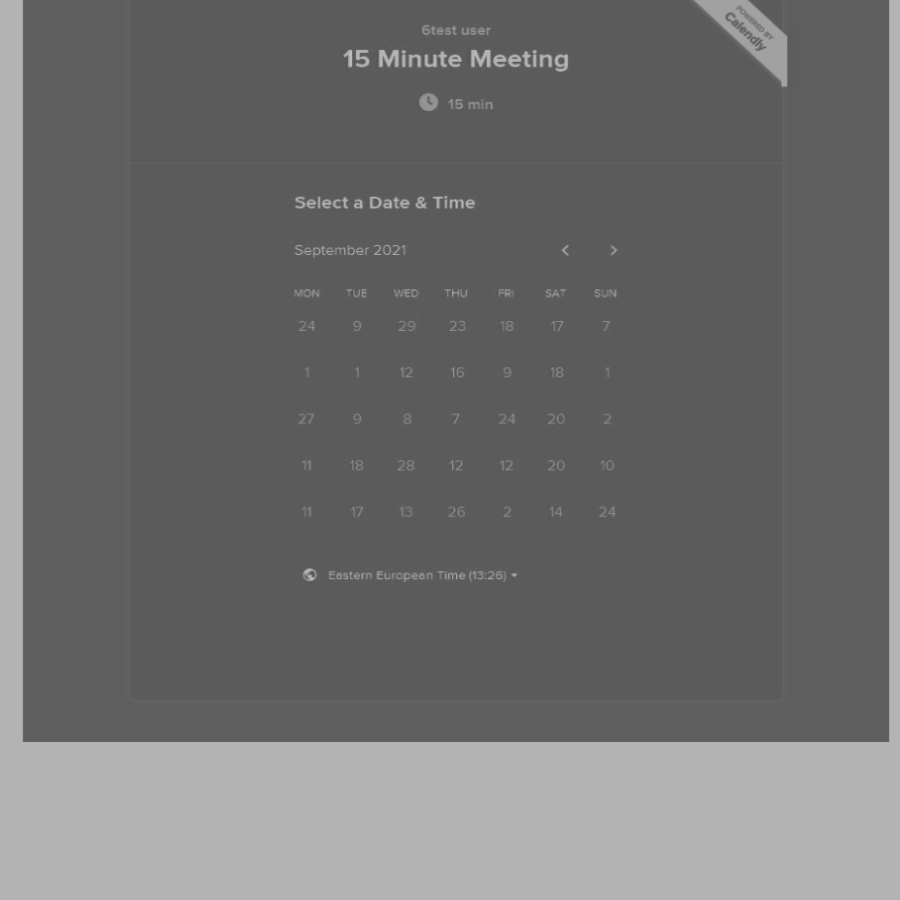 6test user
POWERED BY
Calendly
15 Minute Meeting
15 min
Select a Date & Time
September 2021
MON TUE WED THU FRI SAT SUN
24 9 29 23 18 17 7
1 1 12 16 9 18 1
27 9 8 7 24 20 2
11 18 28 12 12 20 10
11 17 13 26 2 14 24
Eastern European Time (13:26)